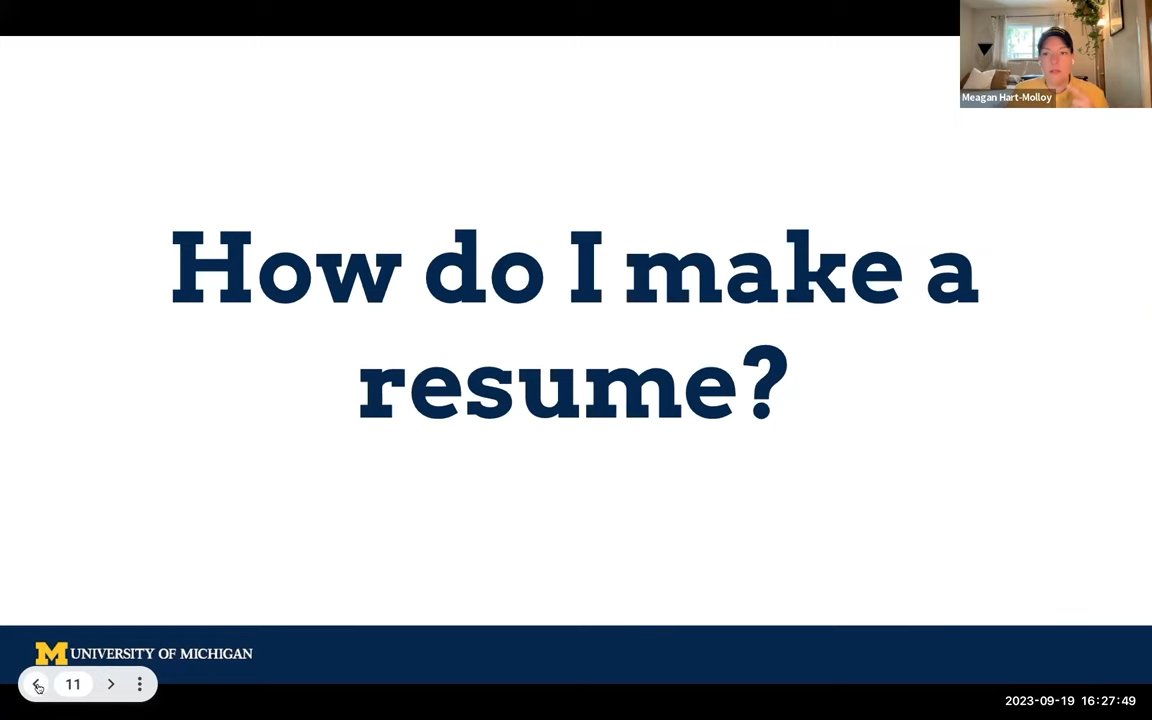 Meagan Hart-Molloy
How do I make a
resume?
M UNIVERSITY OF MICHIGAN
11
2023-09-19 16:27:49